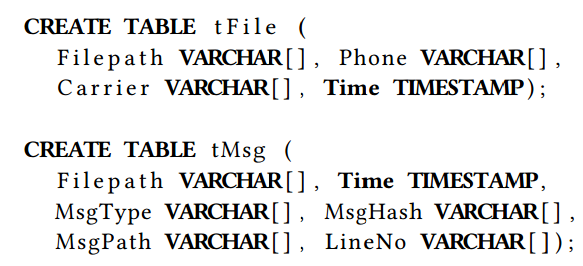 CREATE TABLE tFile (
Filepath VARCHAR[], Phone VARCHAR[],
Carrier VARCHAR[], Time TIMESTAMP);
CREATE TABLE tMsg (
Filepath VARCHAR[], Time TIMESTAMP,
MsgType VARCHAR[], MsgHash VARCHAR[],
MsgPath VARCHAR[], LineNo VARCHAR[]);